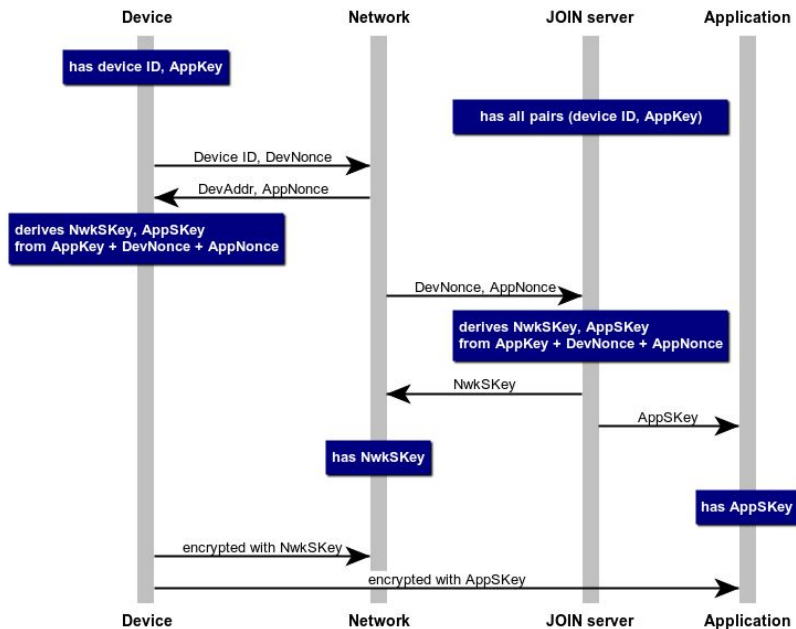 Device Network JOIN server Application
has device ID, AppKey
has all pairs (device ID, AppKey)
Device ID, DevNonce
DevAddr, AppNonce
derives NwkSKey, AppSKey
from AppKey + DevNonce + AppNonce
DevNonce, AppNonce
derives NwkSKey, AppSKey
from AppKey + DevNonce + AppNonce
NwkSKey
AppSKey
has NwkSKey
has AppSKey
encrypted with NwkSKey
encrypted with AppSKey
Device Network JOIN server Application